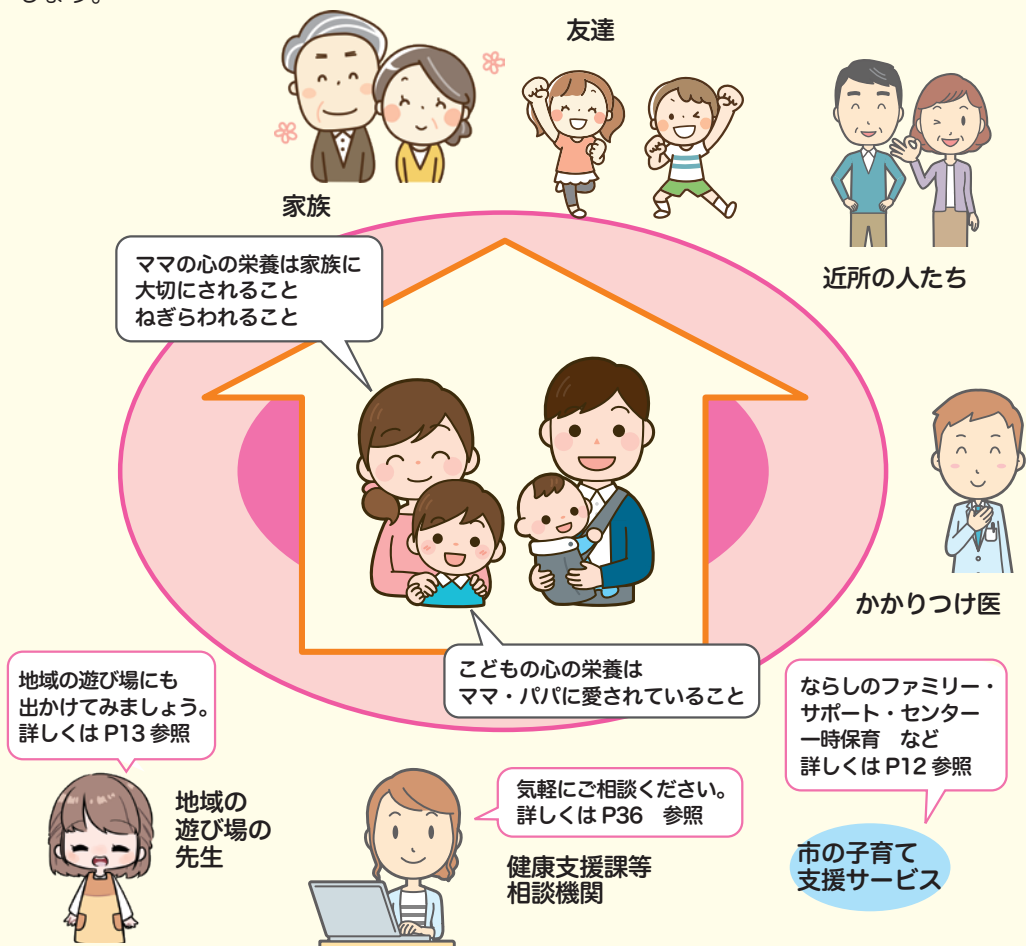 しょう。
友達
家族
近所の人たち
ママの心の栄養は家族に
大切にされること
ねぎらわれること
かかりつけ医
こどもの心の栄養は
ママ・パパに愛されていること
地域の遊び場にも
出かけてみましょう。
詳しくは P13 参照
ならしのファミリー・
サポート・センター
一時保育　など
詳しくは P12 参照
地域の
遊び場の
先生
気軽にご相談ください。
詳しくは P36　参照
健康支援課等
相談機関
市の子育て
支援サービス